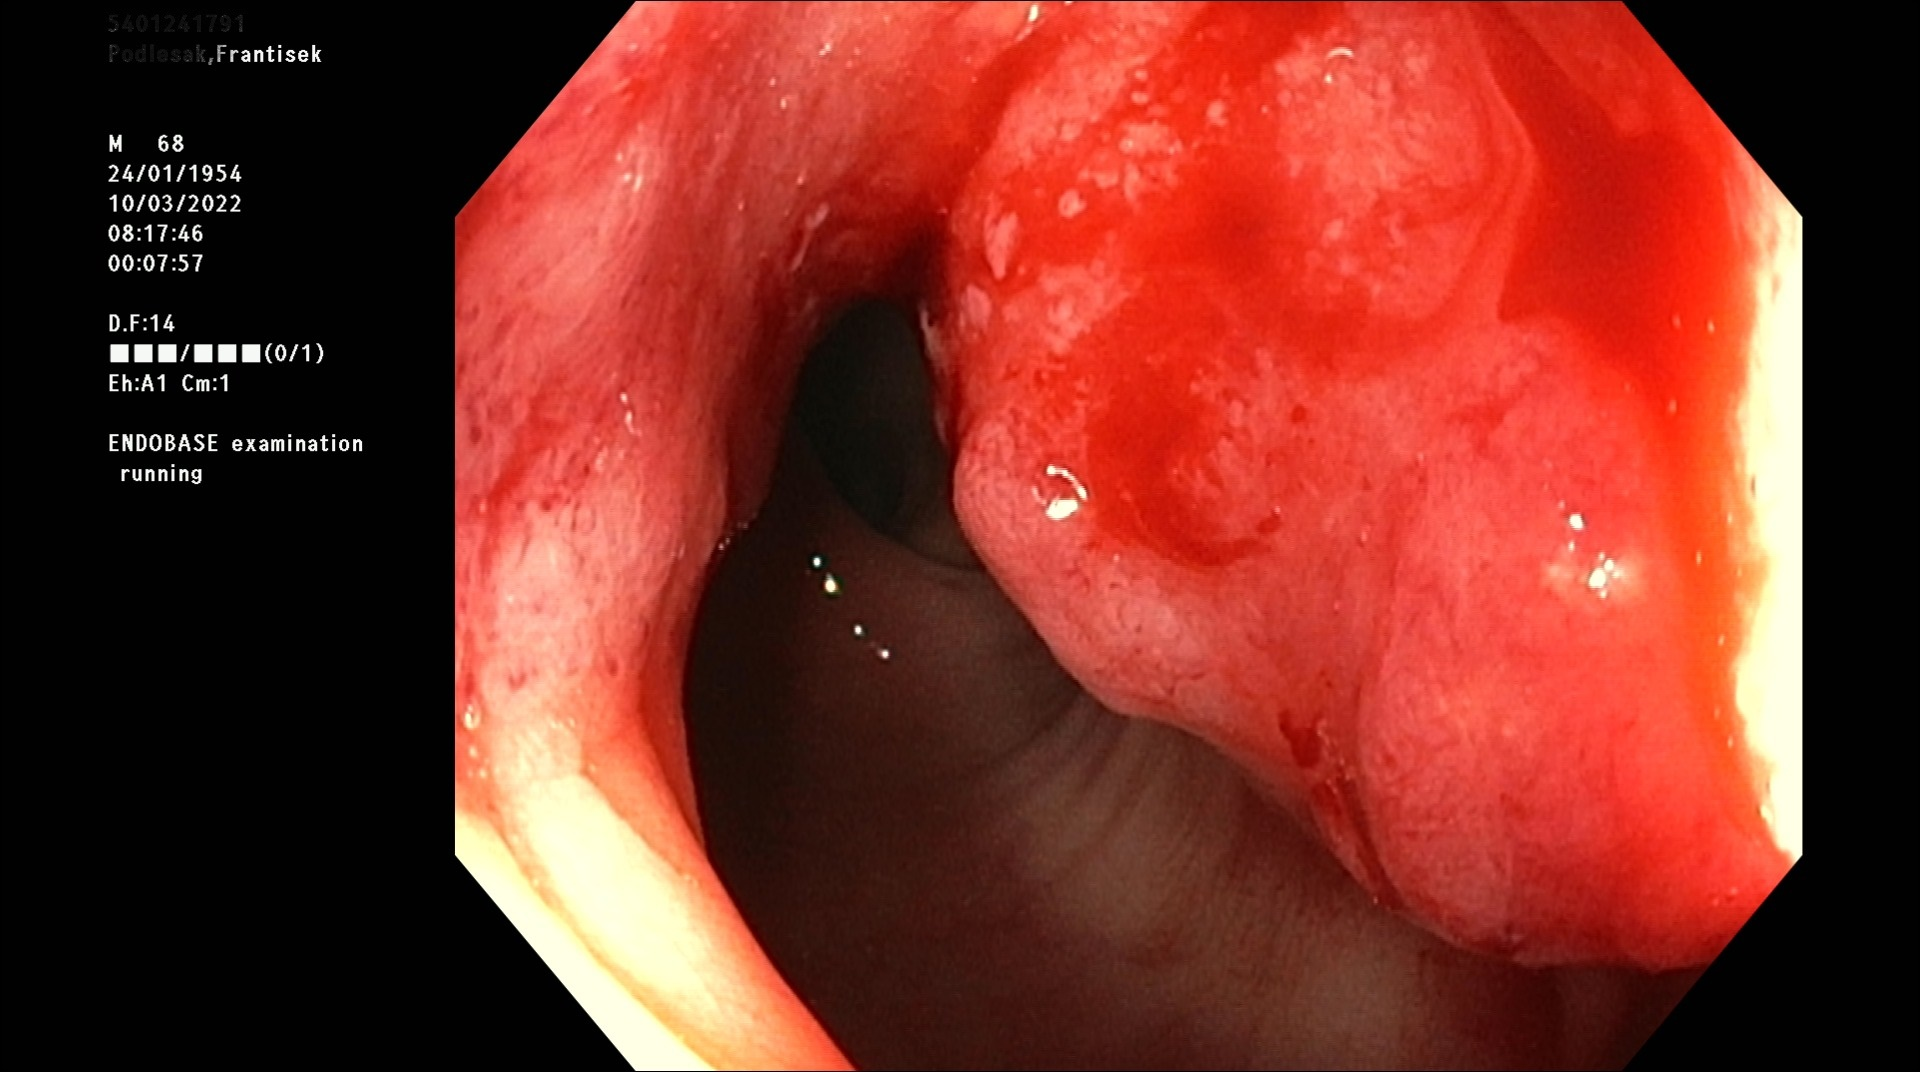 5401241791
Podlesak,Frantisek
M 68
24/01/1954
10/03/2022
08:17:46
00:07:57
D.F:14
■■■/■■■(0/1)
Eh:A1 Cm:1
ENDOBASE examination
running